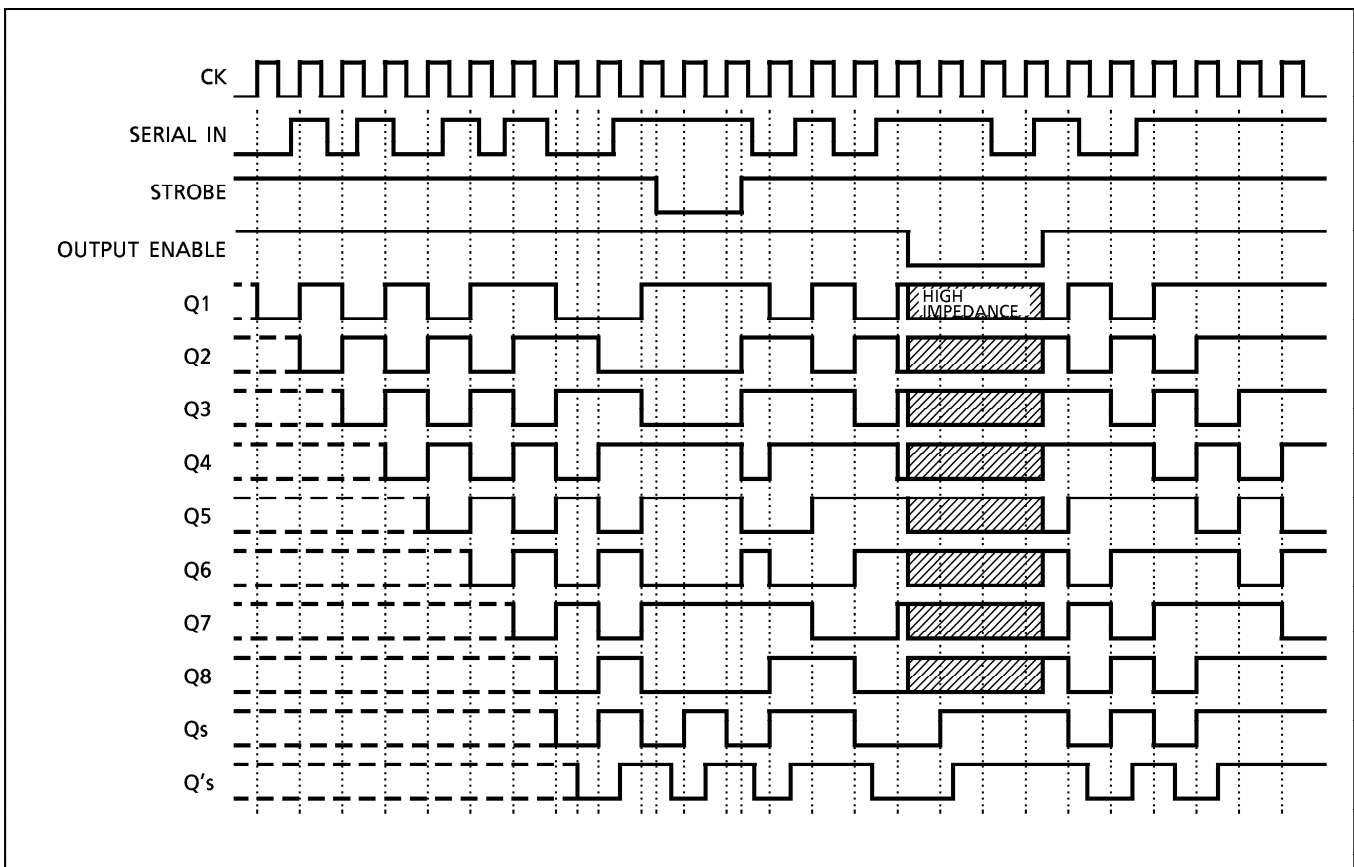 CK
SERIAL IN
STROBE
OUTPUT ENABLE
Q1
HIGH
IMPEDANCE
Q2
Q3
Q4
Q5
Q6
Q7
Q8
Qs
Q's